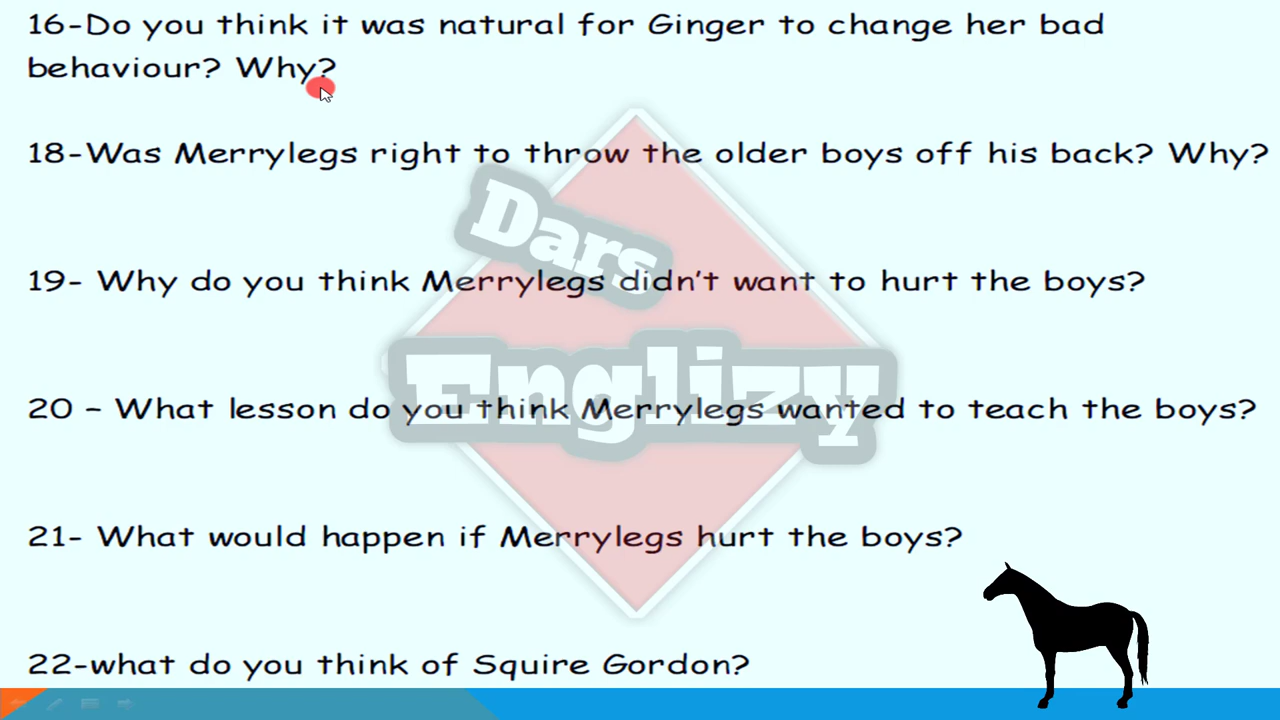 16-Do you think it was natural for Ginger to change her bad
behaviour? Why?
18-Was Merrylegs right to throw the older boys off his back? Why?
Dars
19- Why do you think Merrylegs didn't want to hurt the boys?
Englizy
20 - What lesson do you think Merrylegs wanted to teach the boys?
21- What would happen if Merrylegs hurt the boys?
22-what do you think of Squire Gordon?